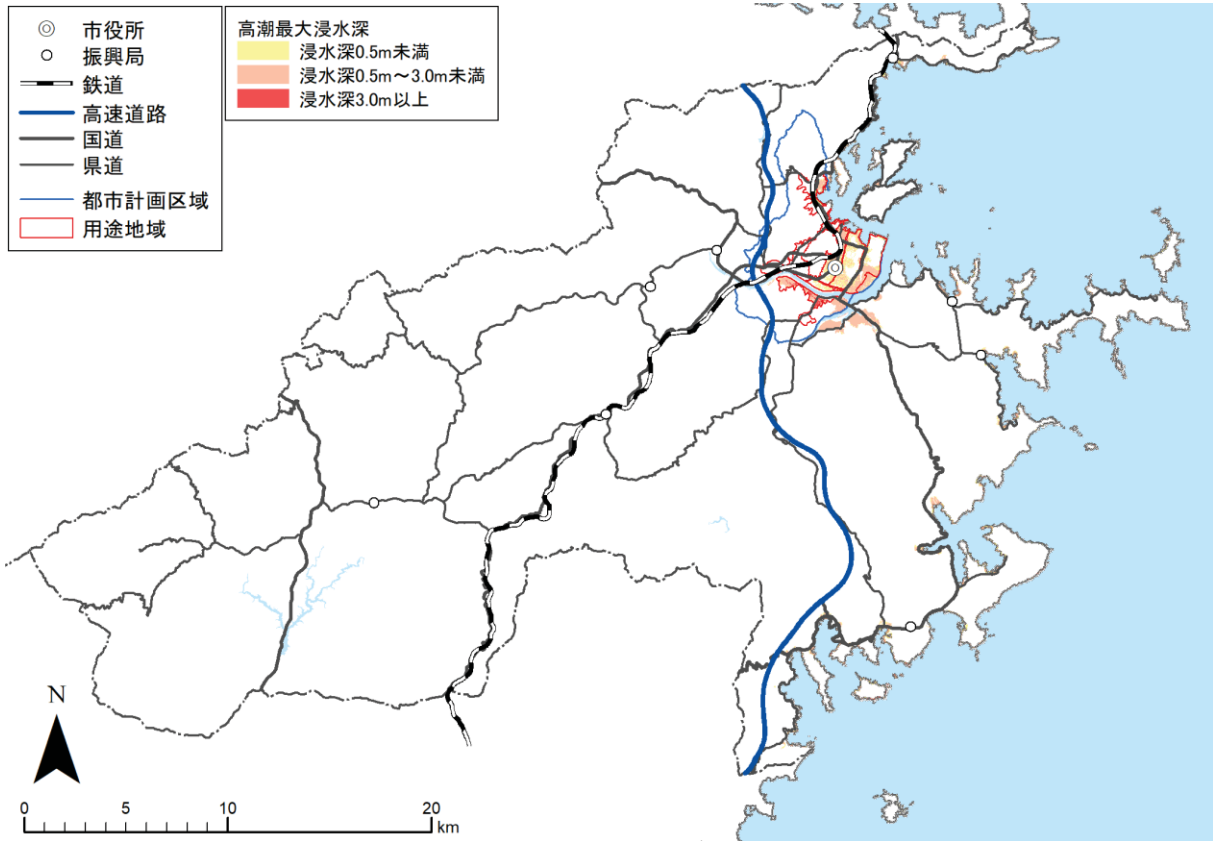 市役所
振興局
鉄道
高速道路
国道
県道
都市計画区域
用途地域
高潮最大浸水深
浸水深0.5m未満
浸水深0.5m～3.0m未満
浸水深3.0m以上
N
0 5 10 20
km